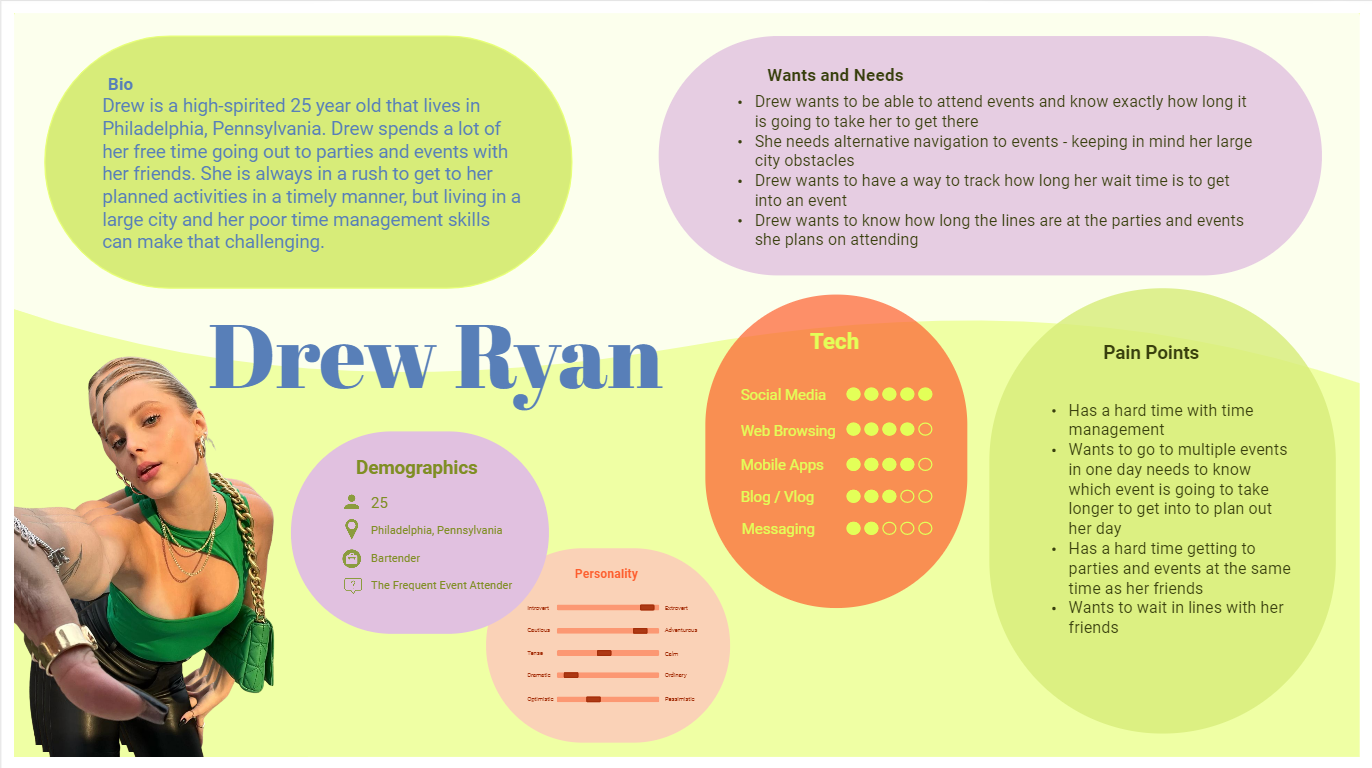 Bio
Drew is a high-spirited 25 year old that lives in
Philadelphia, Pennsylvania. Drew spends a lot of
her free time going out to parties and events with
her friends. She is always in a rush to get to her
planned activities in a timely manner, but living in a
large city and her poor time management skills
can make that challenging.
Wants and Needs
• Drew wants to be able to attend events and know exactly how long it
is going to take her to get there
• She needs alternative navigation to events - keeping in mind her large
city obstacles
• Drew wants to have a way to track how long her wait time is to get
into an event
• Drew wants to know how long the lines are at the parties and events
she plans on attending
Drew Ryan
Demographics
25
Philadelphia, Pennsylvania
Bartender
? The Frequent Event Attender
Personality
Introvert Extrovert
Cautious Adventurous
Tense Calm
Dramatic Ordinary
Optimistic Pessimistic
Tech
Social Media
Web Browsing
Mobile Apps
Blog / Vlog
Messaging
Pain Points
• Has a hard time with time
management
• Wants to go to multiple events
in one day needs to know
which event is going to take
longer to get into to plan out
her day
• Has a hard time getting to
parties and events at the same
time as her friends
• Wants to wait in lines with her
friends